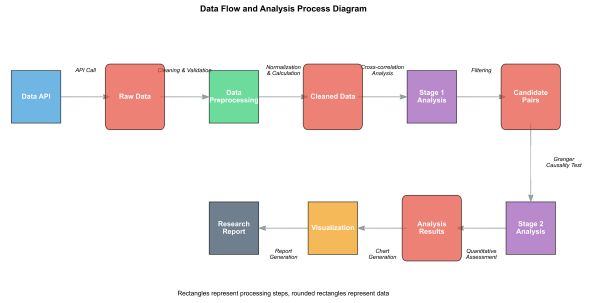 Data Flow and Analysis Process Diagram
API Call
Cleaning & Validation
Normalization
& Calculation
Cross-correlation
Analysis
Filtering
Data API
Raw Data
Data
Preprocessing
Cleaned Data
Stage 1
Analysis
Candidate
Pairs
Granger
Causality Test
Research
Report
Visualization
Analysis
Results
Stage 2
Analysis
Report
Generation
Chart
Generation
Quantitative
Assessment
Rectangles represent processing steps, rounded rectangles represent data